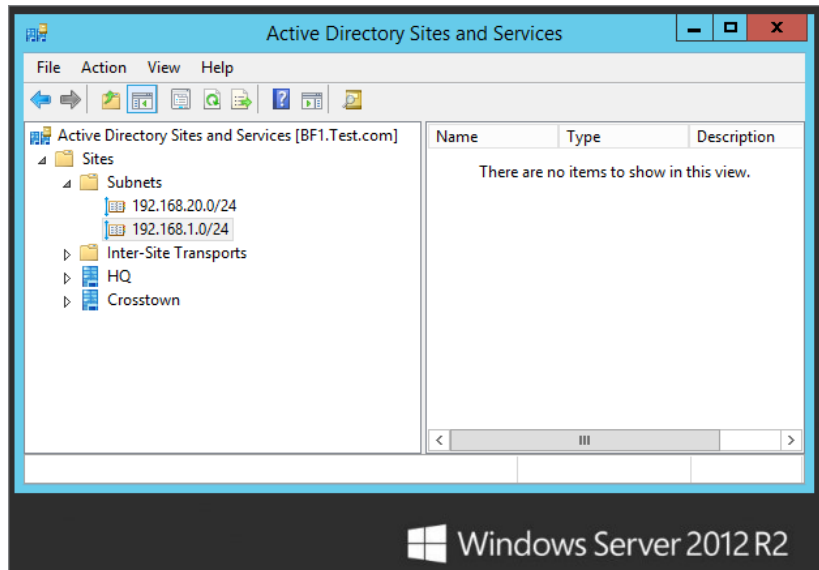 Active Directory Sites and Services
File Action View Help
Active Directory Sites and Services [BF1.Test.com]
Sites
Subnets
192.168.20.0/24
192.168.1.0/24
Inter-Site Transports
HQ
Crosstown
Name Type Description
There are no items to show in this view.
Windows Server 2012 R2